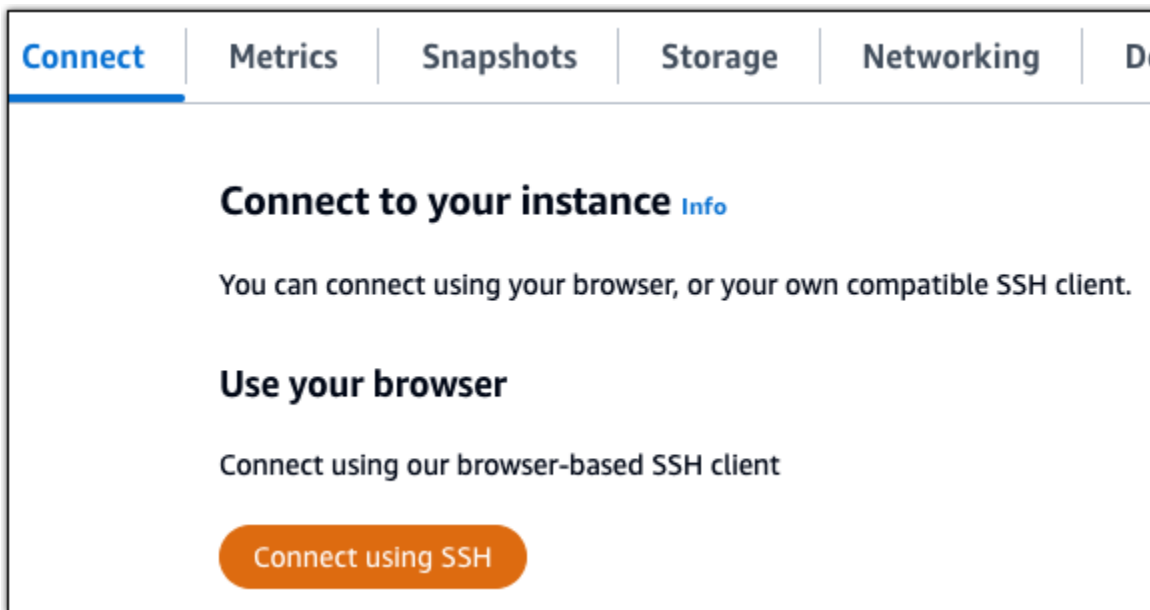 Connect Metrics Snapshots Storage Networking
Connect to your instance Info
You can connect using your browser, or your own compatible SSH client.
Use your browser
Connect using our browser-based SSH client
Connect using SSH